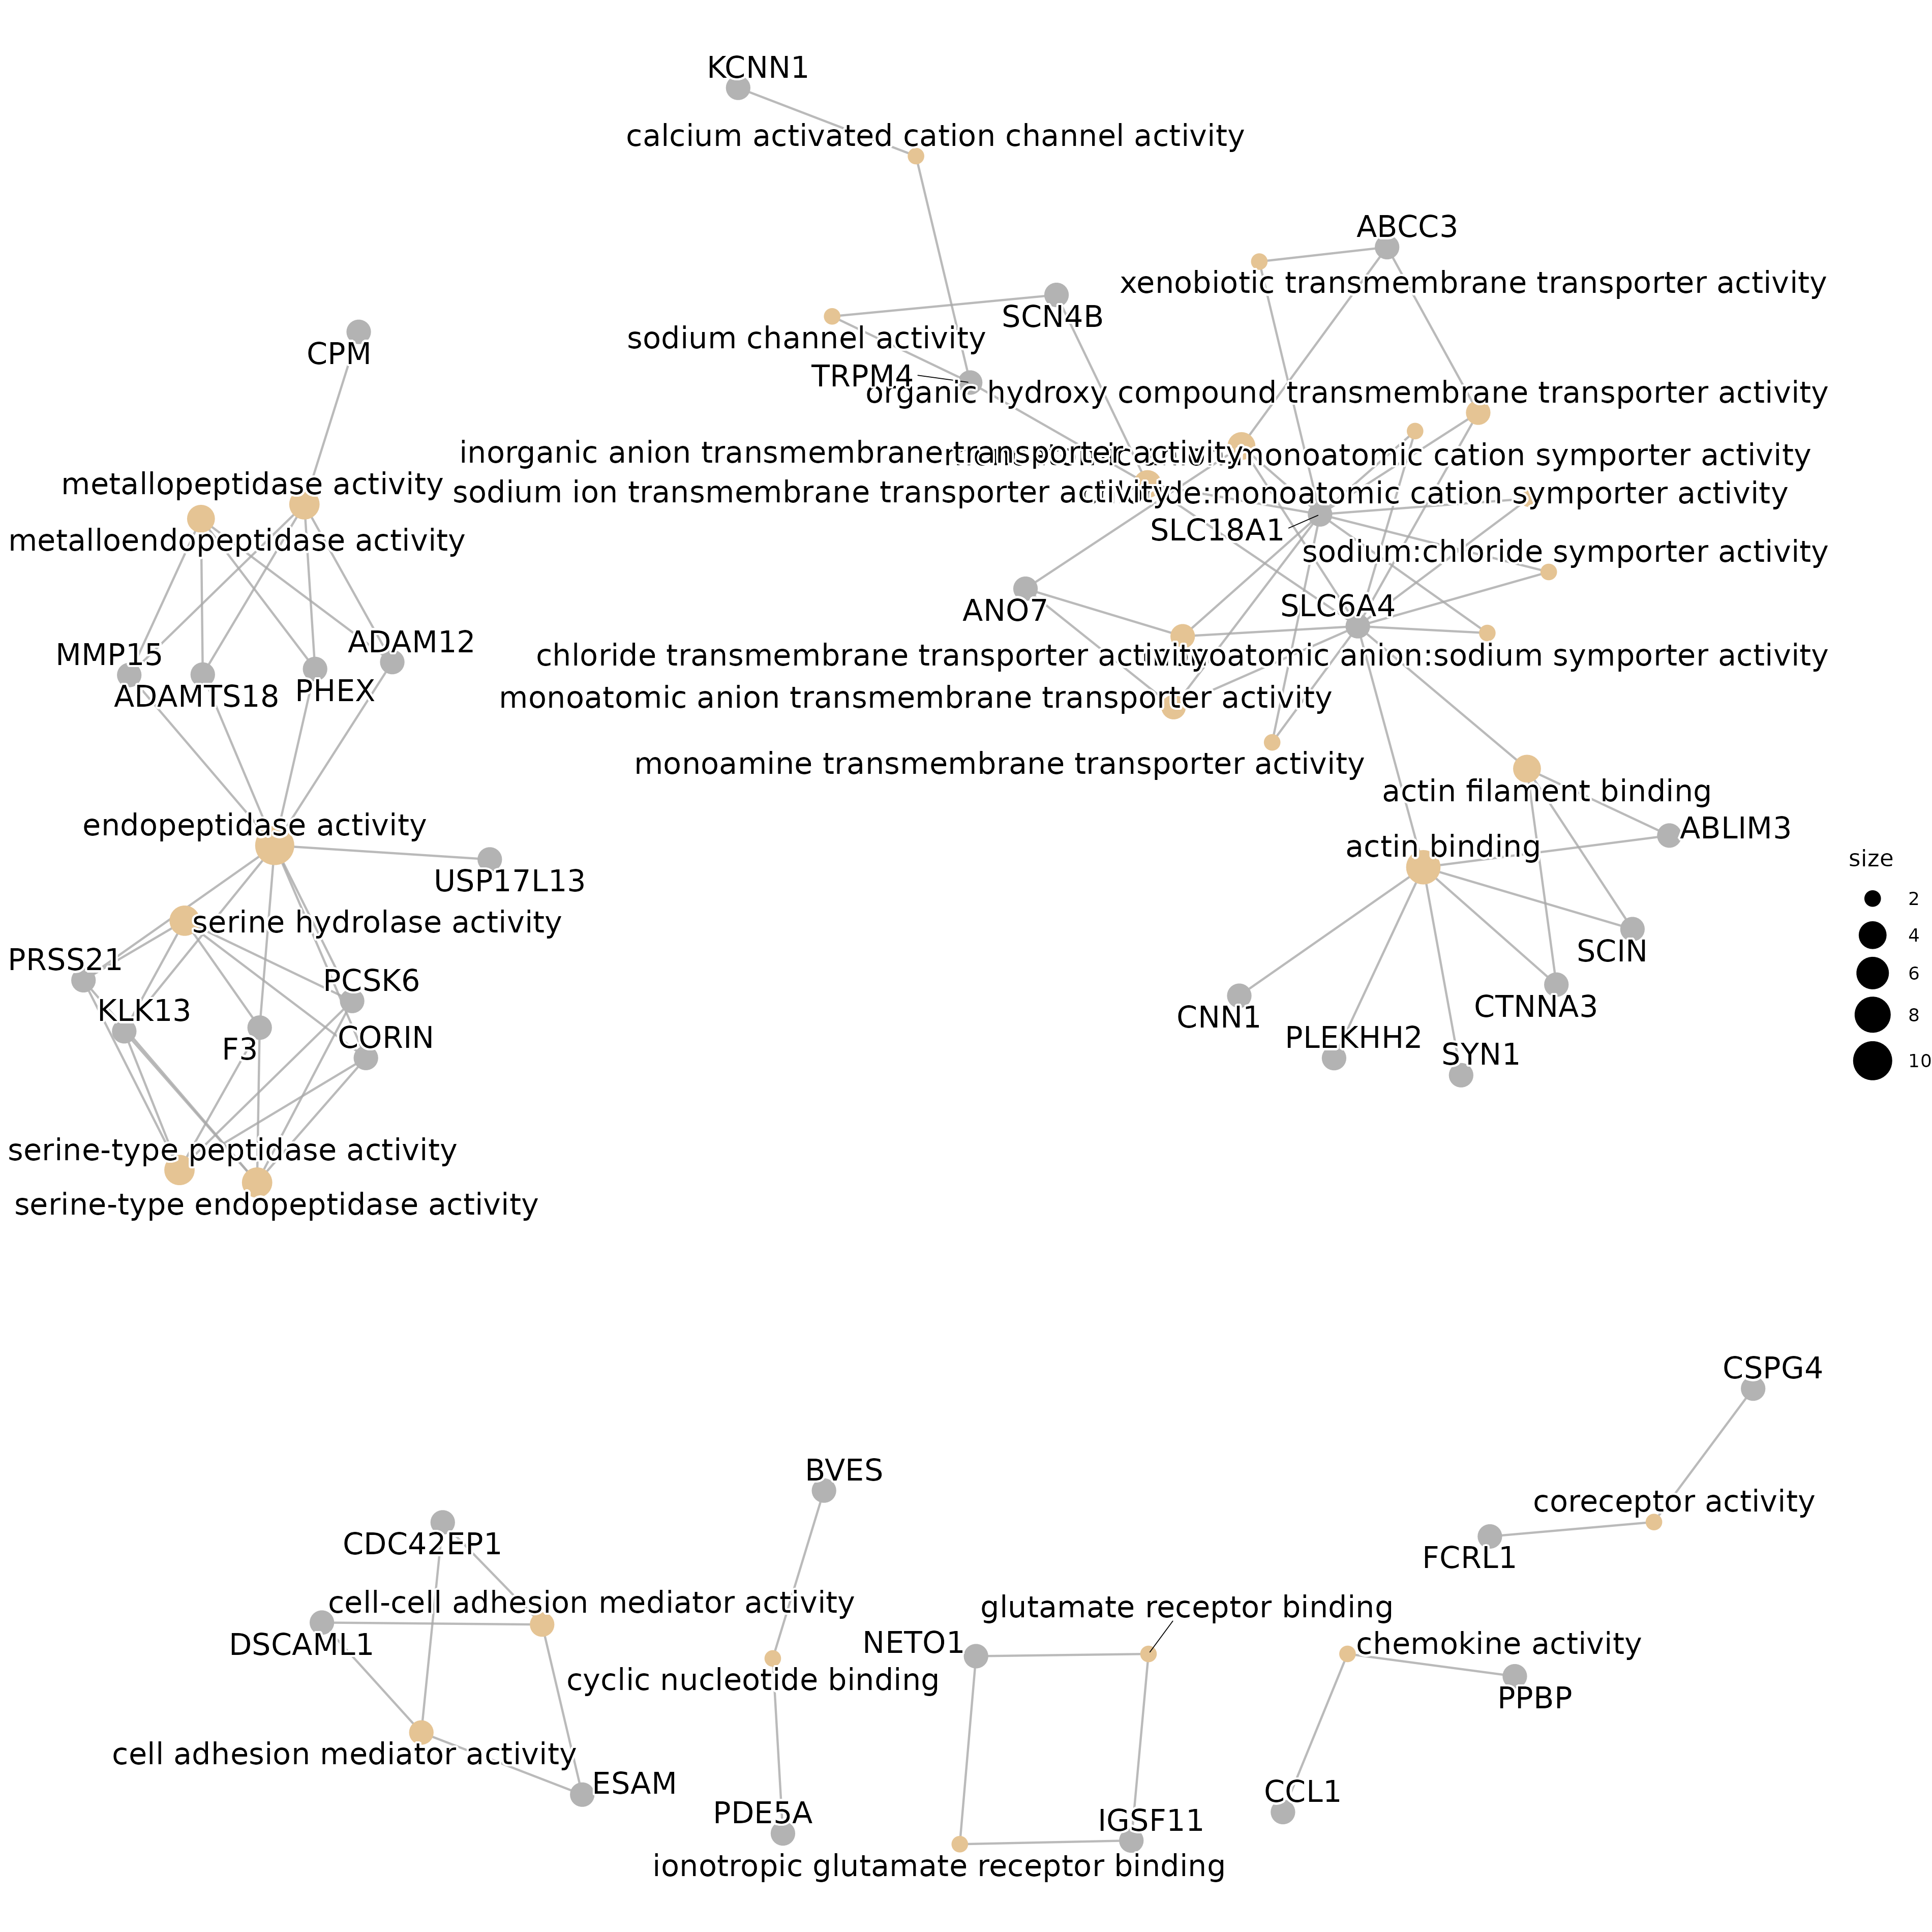 KCNN1
calcium activated cation channel activity
ABCC3
xenobiotic transmembrane transporter activity
SCN4B
sodium channel activity
CPM
TRPM4
organic hydroxy compound transmembrane transporter activity
inorganic anion transmembrane transporter activity
monoatomic cation symporter activity
metallopeptidase activity
sodium ion transmembrane transporter activity
monoatomic cation symporter activity
SLC18A1
metalloendopeptidase activity
sodium:chloride symporter activity
SLC6A4
ANO7
MMP15
ADAM12
chloride transmembrane transporter activity
anion:sodium symporter activity
ADAMTS18
PHEX
monoatomic anion transmembrane transporter activity
monoamine transmembrane transporter activity
actin filament binding
endopeptidase activity
ABLIM3
actin binding
size
USP17L13
2
serine hydrolase activity
4
SCIN
PRSS21
6
PCSK6
CTNNA3
KLK13
CNN1
8
CORIN
PLEKHH2
F3
SYN1
10
serine-type peptidase activity
serine-type endopeptidase activity
CSPG4
BVES
coreceptor activity
CDC42EP1
FCRL1
cell-cell adhesion mediator activity
glutamate receptor binding
DSCAML1
NETO1
chemokine activity
cyclic nucleotide binding
PPBP
cell adhesion mediator activity
ESAM
CCL1
PDE5A
IGSF11
ionotropic glutamate receptor binding